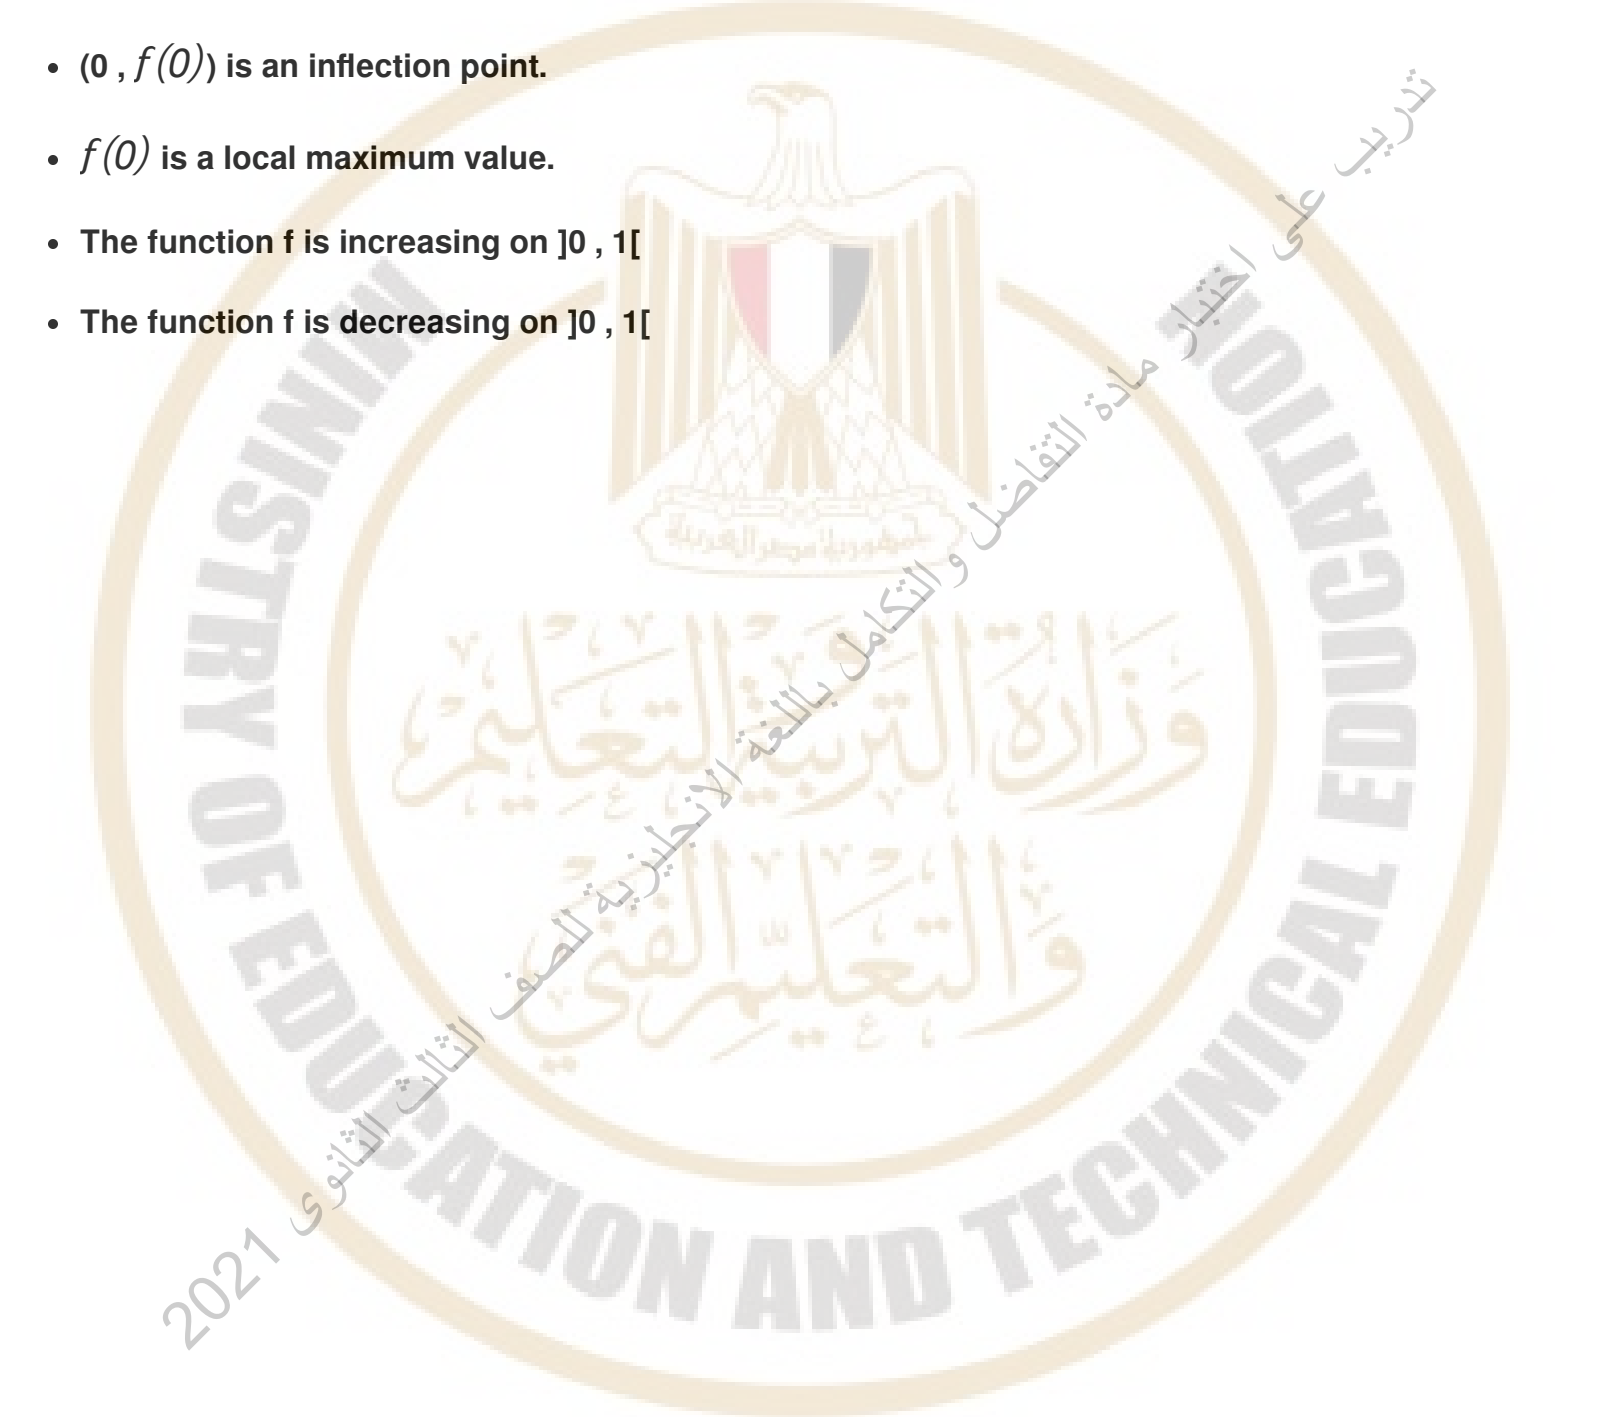 • (0 , f(0)) is an inflection point.
• f(0) is a local maximum value.
• The function f is increasing on ]0 , 1[
• The function f is decreasing on ]0 , 1[
جمهورية مصر العربية
وزارة التربية والتعليم
والتعليم الفني
MINISTRY OF EDUCATION AND TECHNICAL EDUCATION
تدريب على اختبار مادة التفاضل والتكامل باللغة الانجليزية للصف الثالث الثانوى 2021